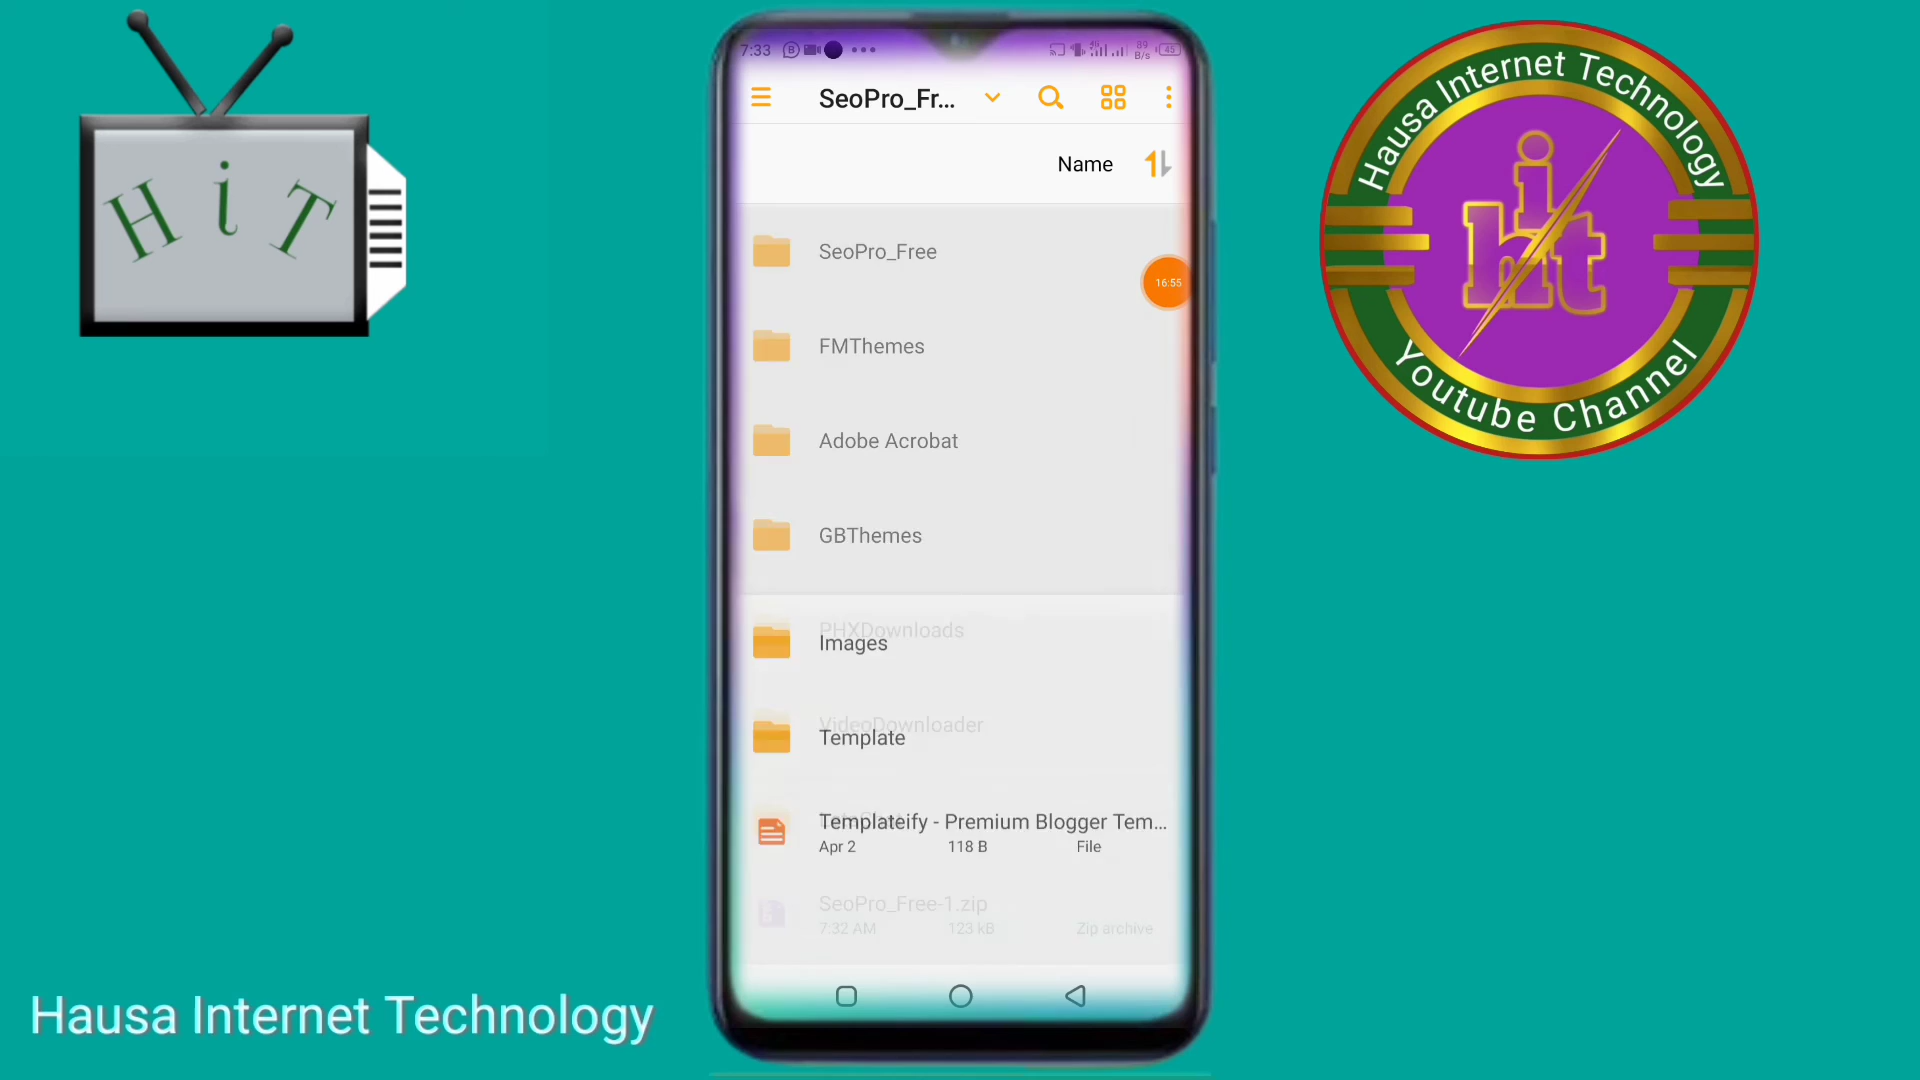 HiT
7:33
89
B/s
45
SeoPro_Fr...
Name
SeoPro_Free
16:55
FMThemes
Adobe Acrobat
GBThemes
PHXDownloads
Images
VideoDownloader
Template
Templateify - Premium Blogger Tem...
Apr 2 118 B File
SeoPro_Free-1.zip
7:32 AM 123 kB Zip archive
Hausa Internet Technology
hit
Youtube Channel
Hausa Internet Technology